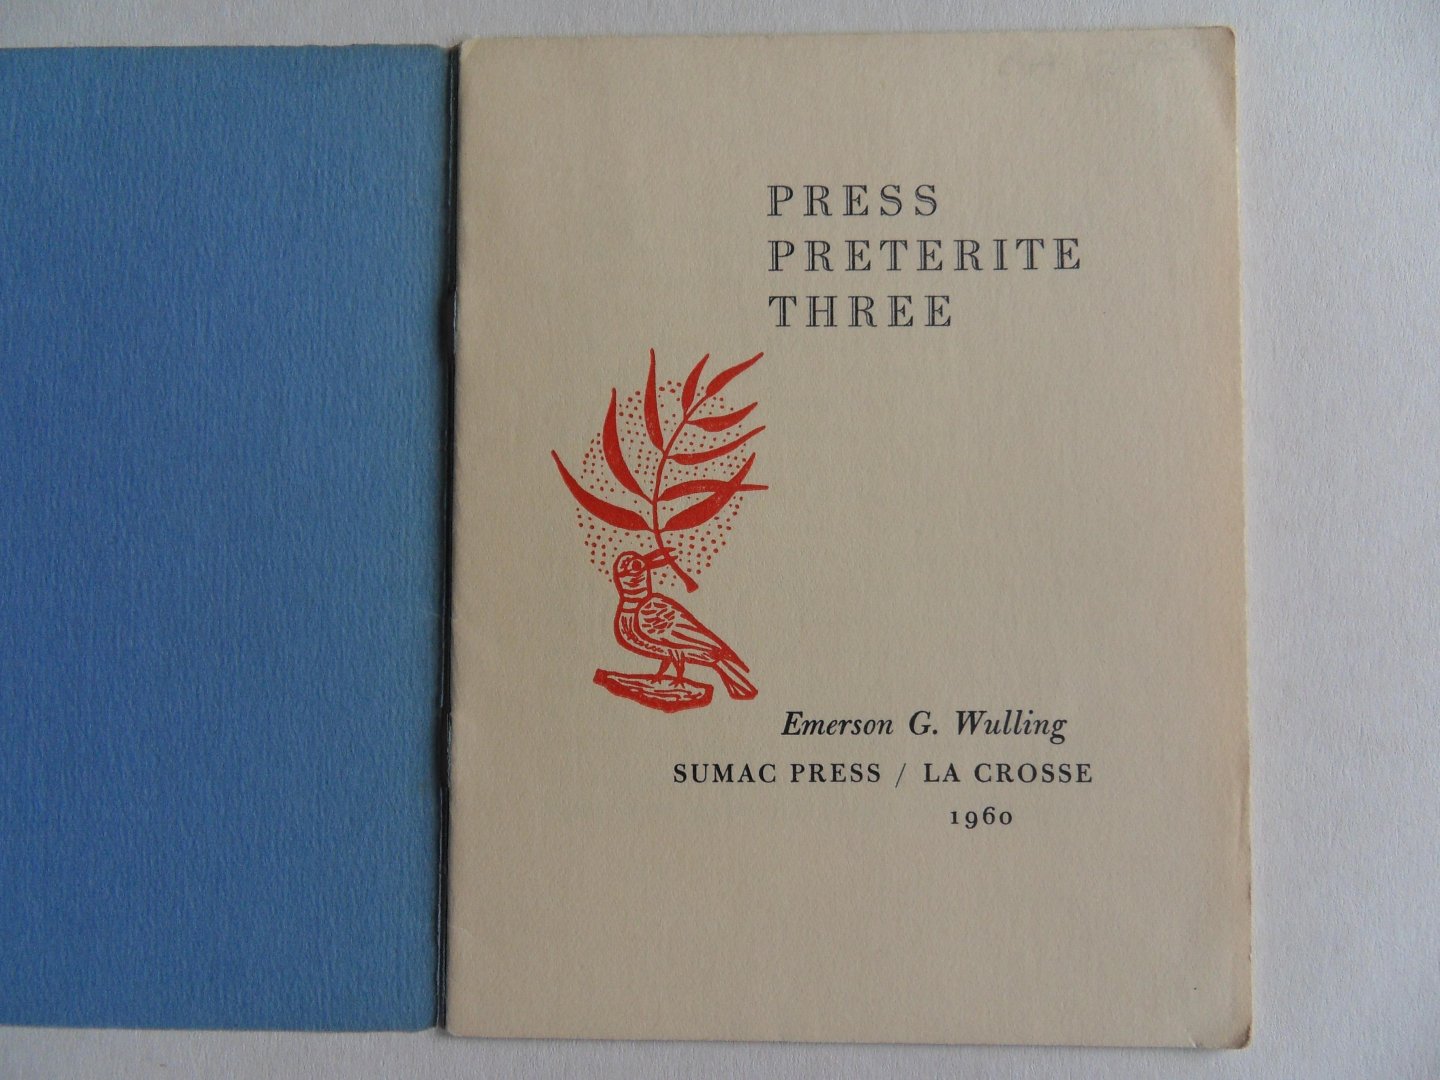 PRESS
PRETERITE
THREE
Emerson G. Wulling
SUMAC PRESS / LA CROSSE
1960